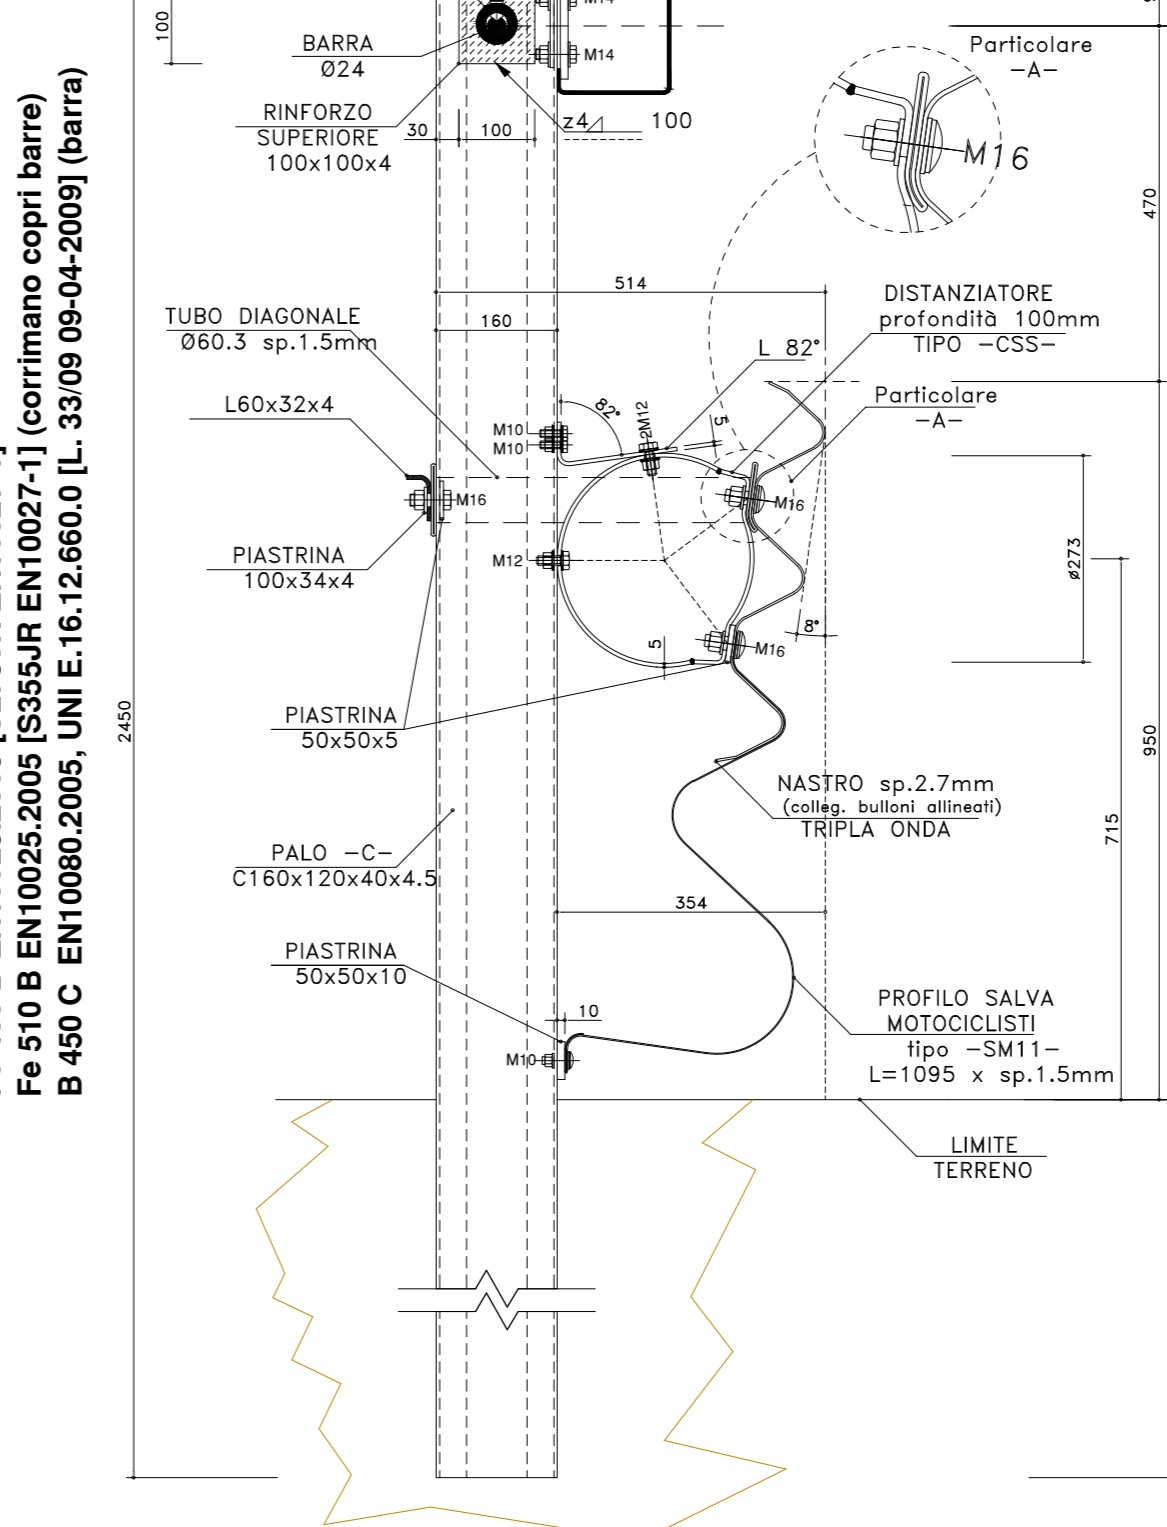 100
BARRA
Ø24
M14
M14
RINFORZO
SUPERIORE
100x100x4
30
100
z4
100
Particolare
-A-
M16
470
514
160
TUBO DIAGONALE
Ø60.3 sp.1.5mm
DISTANZIATORE
profondità 100mm
TIPO -CSS-
L 82°
L60x32x4
82°
2M12
5
Particolare
-A-
M10
M10
M16
M16
PIASTRINA
100x34x4
M12
ø273
8°
5
M16
PIASTRINA
50x50x5
2450
950
NASTRO sp.2.7mm
(colleg. bulloni allineati)
TRIPLA ONDA
715
PALO -C-
C160x120x40x4.5
354
PIASTRINA
50x50x10
10
M10
PROFILO SALVA
MOTOCICLISTI
tipo -SM11-
L=1095 x sp.1.5mm
LIMITE
TERRENO
Fe 510 B EN10025.2005 [S355JR EN10027-1] (corrimano copri barre)
B 450 C EN10080.2005, UNI E.16.12.660.0 [L. 33/09 09-04-2009] (barra)